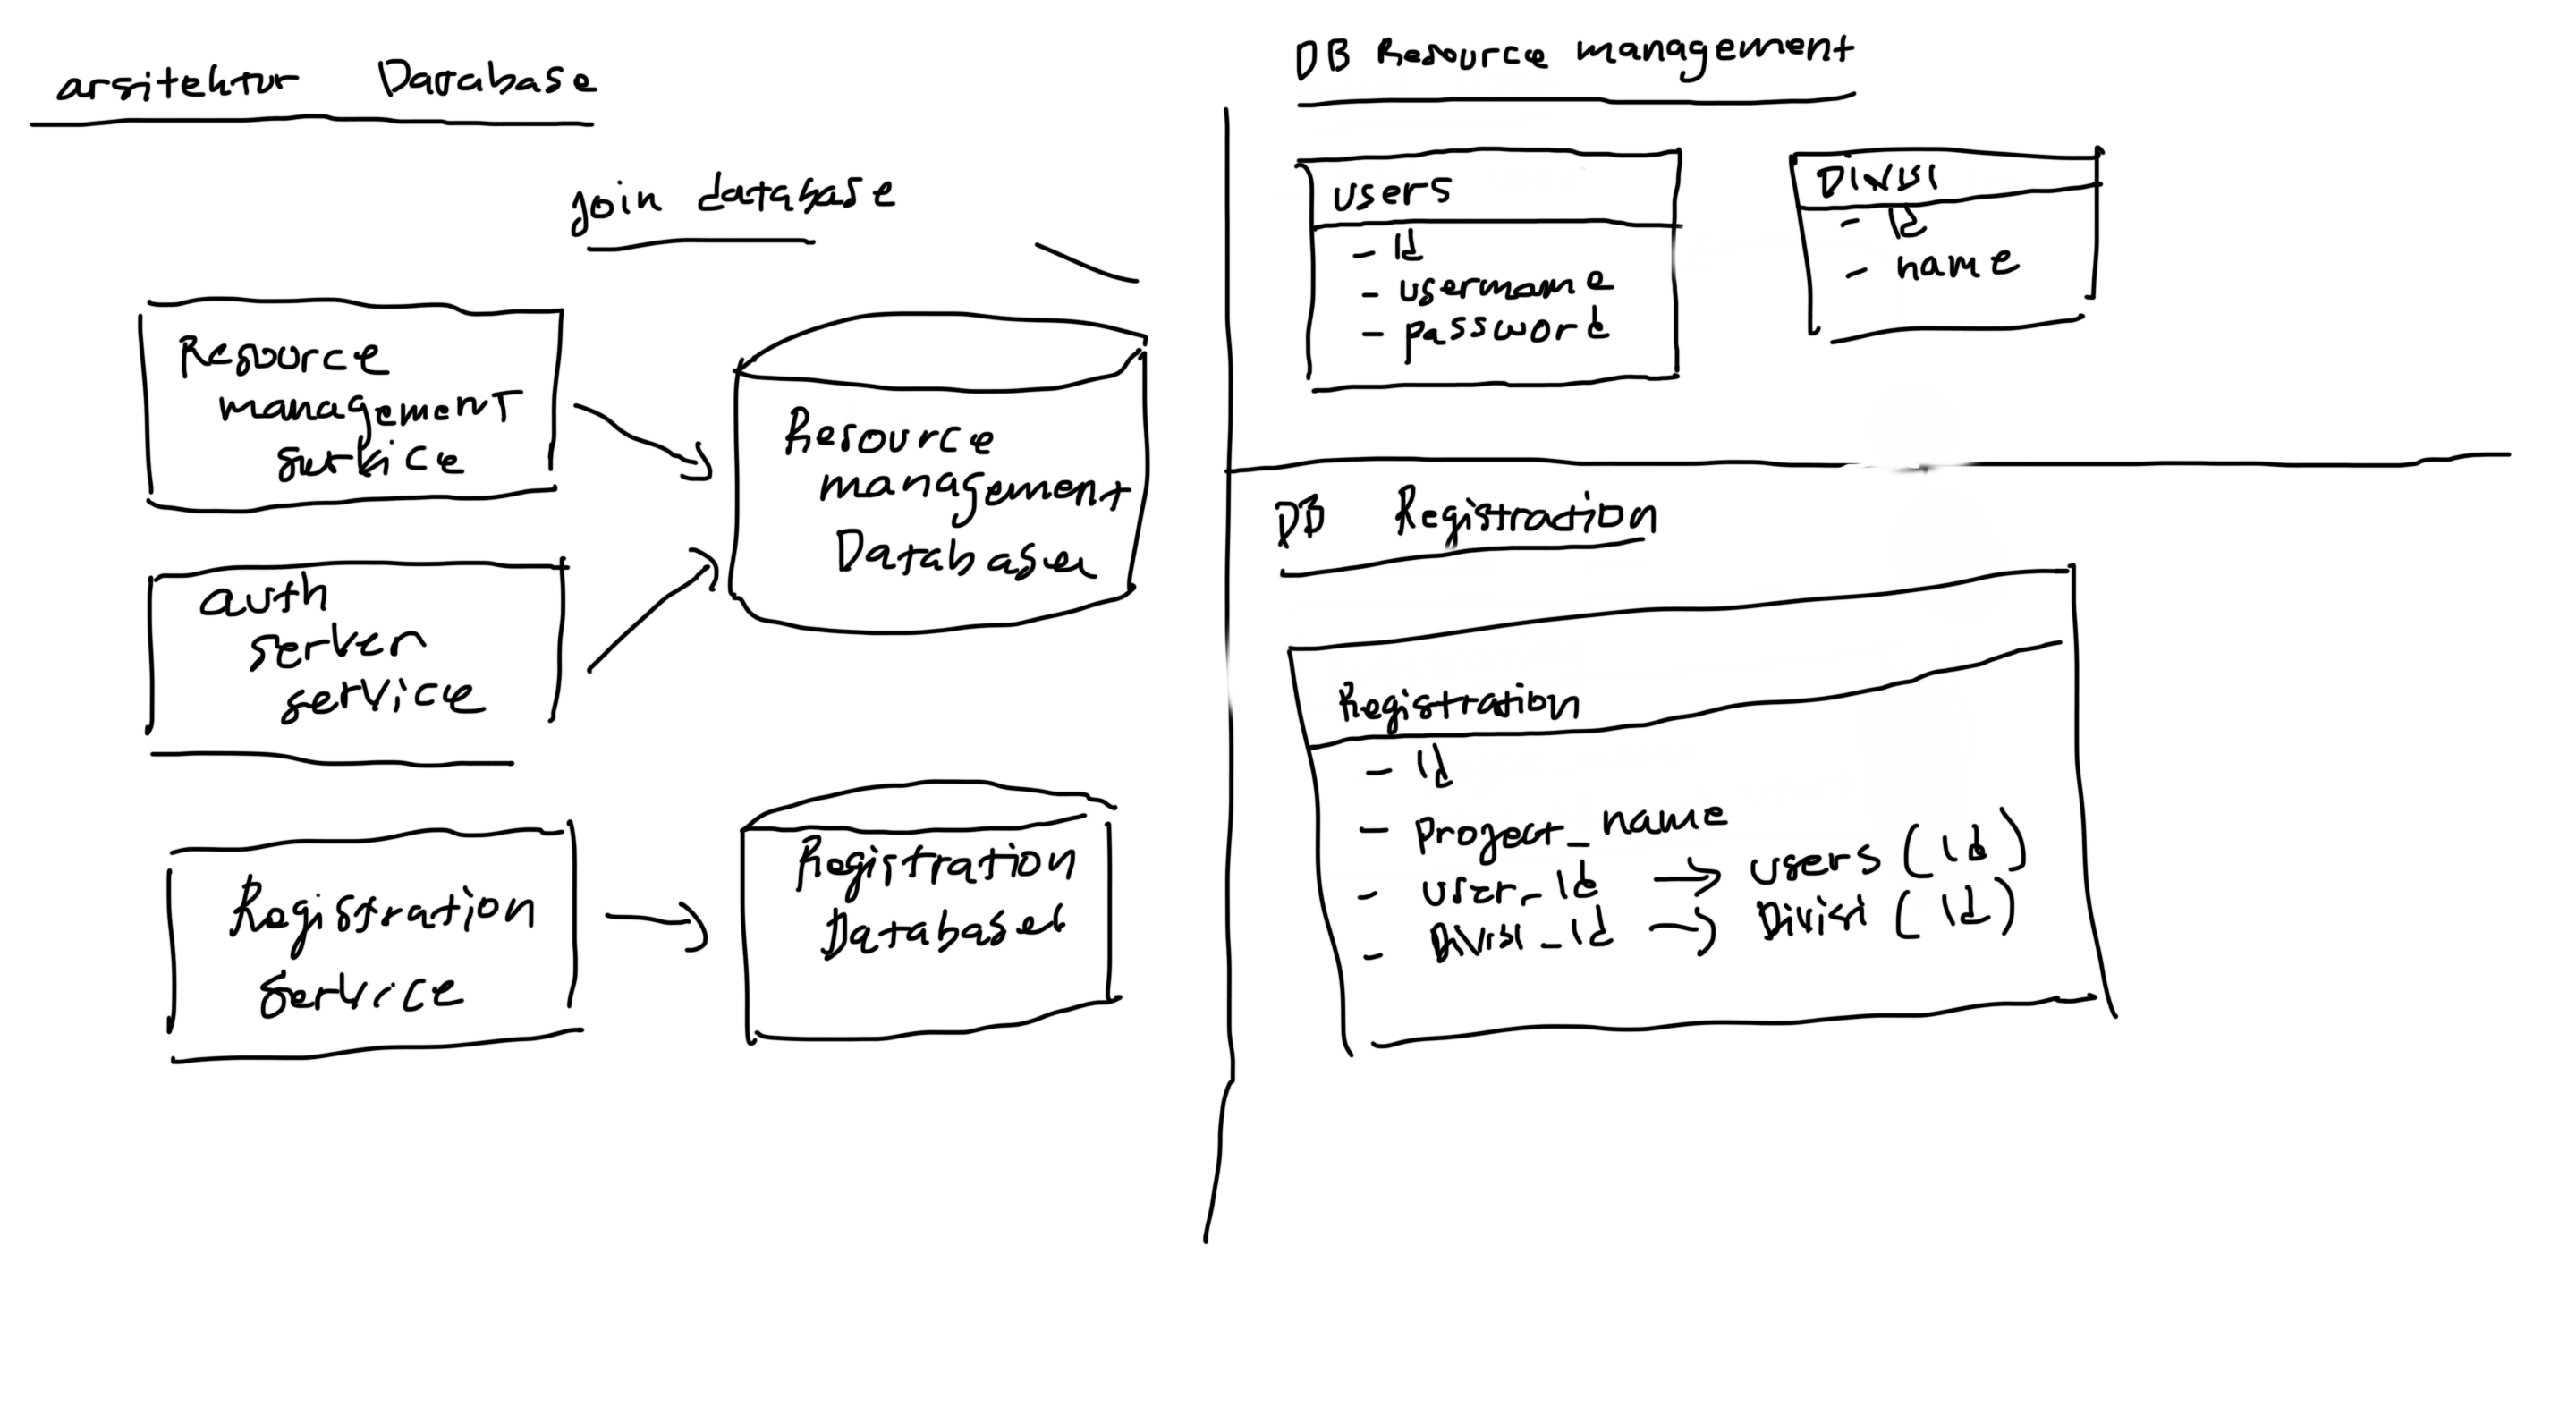 arsitektur Database
join database
Resource
management
service
Resource
management
Database
auth
server
service
Registration
service
Registration
Database
DB Resource management
users
- Id
- username
- password
Divisi
- Id
- name
DB Registration
Registration
- Id
- Project_name
- user_Id → users (Id)
- Divisi_Id → Divisi (Id)